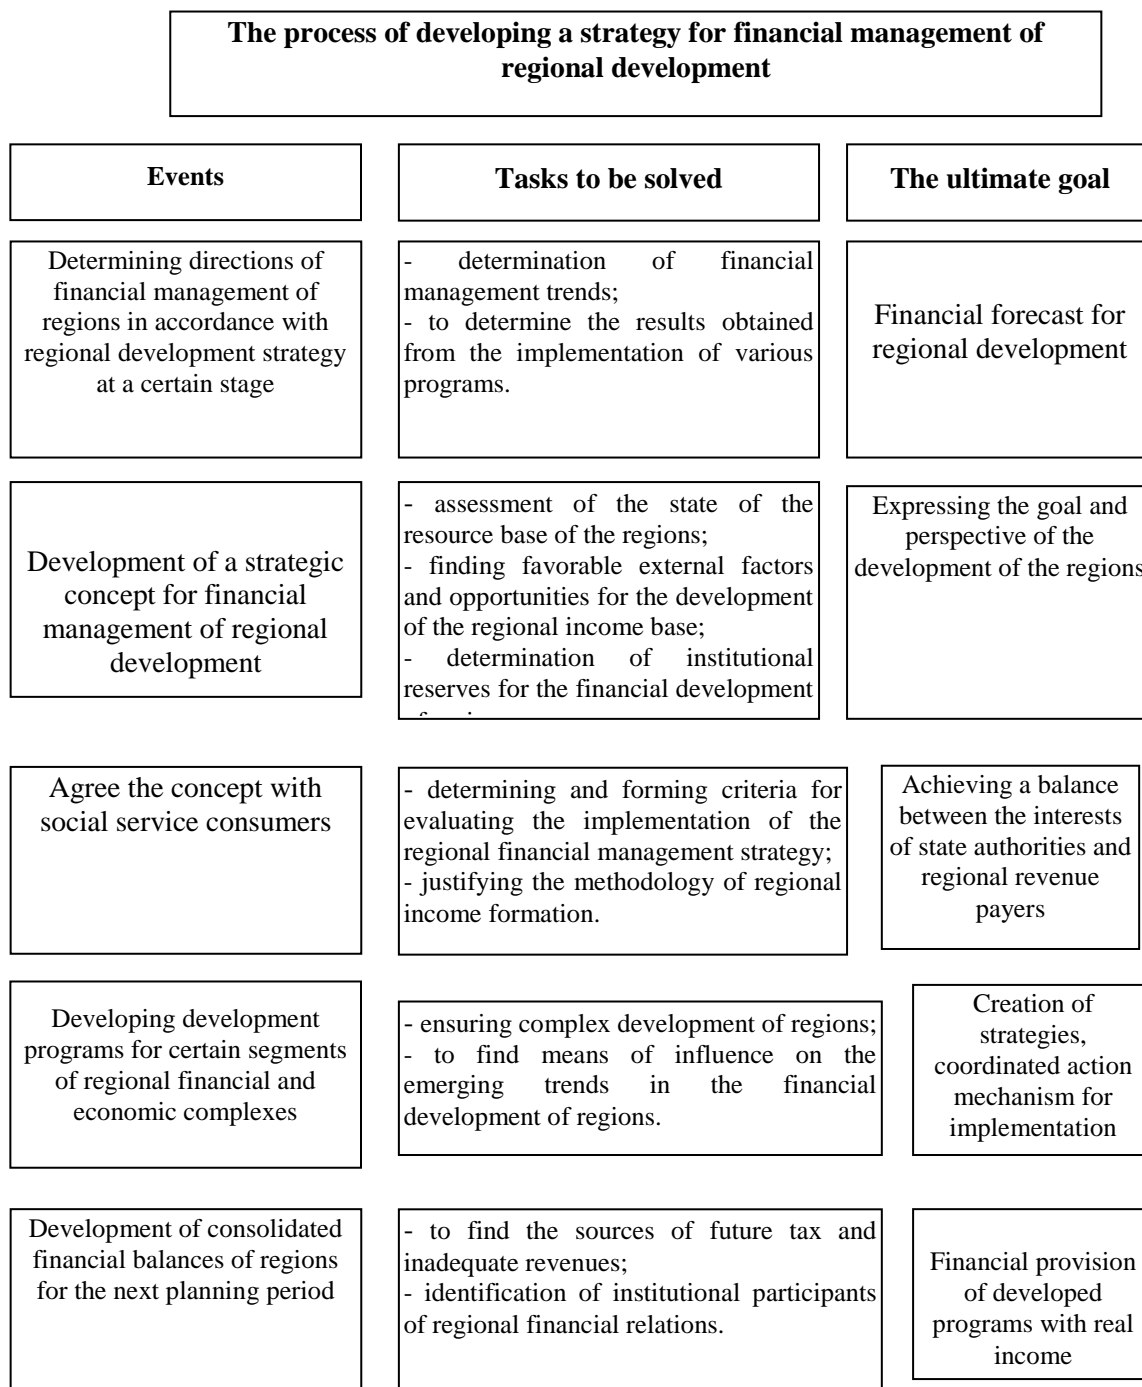 The process of developing a strategy for financial management of
regional development
Events
Tasks to be solved
The ultimate goal
Determining directions of
financial management of
regions in accordance with
regional development strategy
at a certain stage
- determination of financial
management trends;
- to determine the results obtained
from the implementation of various
programs.
Financial forecast for
regional development
Development of a strategic
concept for financial
management of regional
development
- assessment of the state of the
resource base of the regions;
- finding favorable external factors
and opportunities for the development
of the regional income base;
- determination of institutional
reserves for the financial development
Expressing the goal and
perspective of the
development of the regions
Agree the concept with
social service consumers
- determining and forming criteria for
evaluating the implementation of the
regional financial management strategy;
- justifying the methodology of regional
income formation.
Achieving a balance
between the interests
of state authorities and
regional revenue
payers
Developing development
programs for certain segments
of regional financial and
economic complexes
- ensuring complex development of regions;
- to find means of influence on the
emerging trends in the financial
development of regions.
Creation of
strategies,
coordinated action
mechanism for
implementation
Development of consolidated
financial balances of regions
for the next planning period
- to find the sources of future tax and
inadequate revenues;
- identification of institutional participants
of regional financial relations.
Financial provision
of developed
programs with real
income